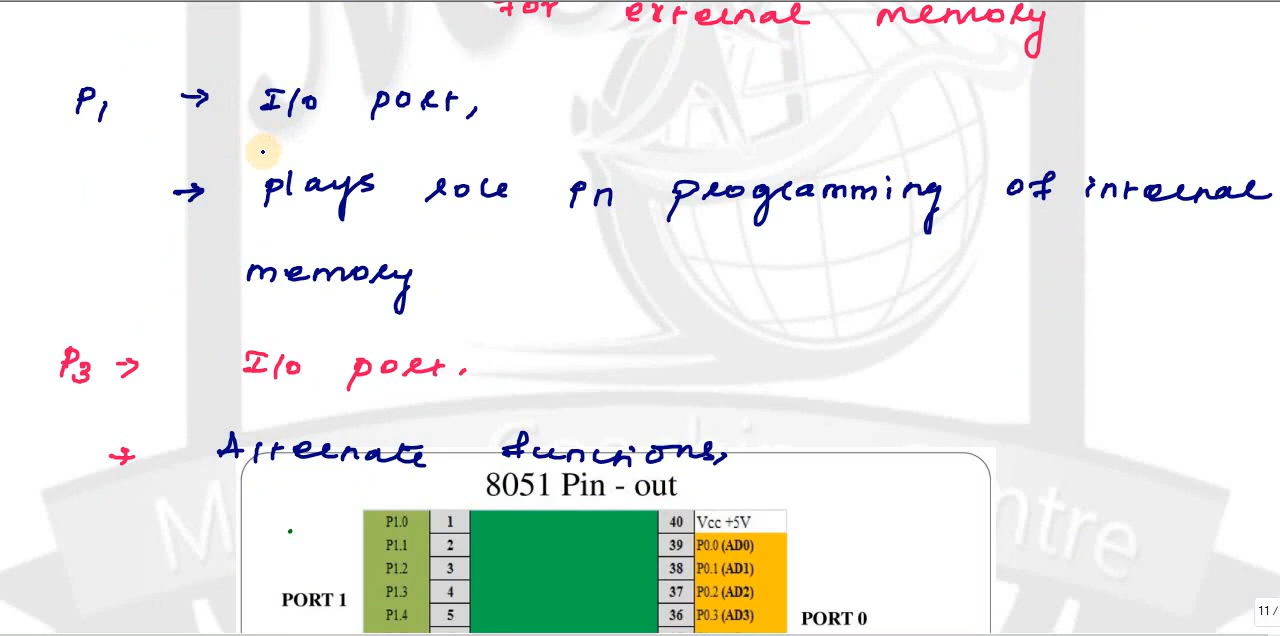 for external memory
P1 → I/o port,
→ plays role in programming of internal
memory
P3 → I/o port.
→ Alternate functions,
8051 Pin - out
P1.0 1 40 Vcc +5V
P1.1 2 39 P0.0 (AD0)
P1.2 3 38 P0.1 (AD1)
P1.3 4 37 P0.2 (AD2)
PORT 1 P1.4 5 36 P0.3 (AD3) PORT 0
11 /